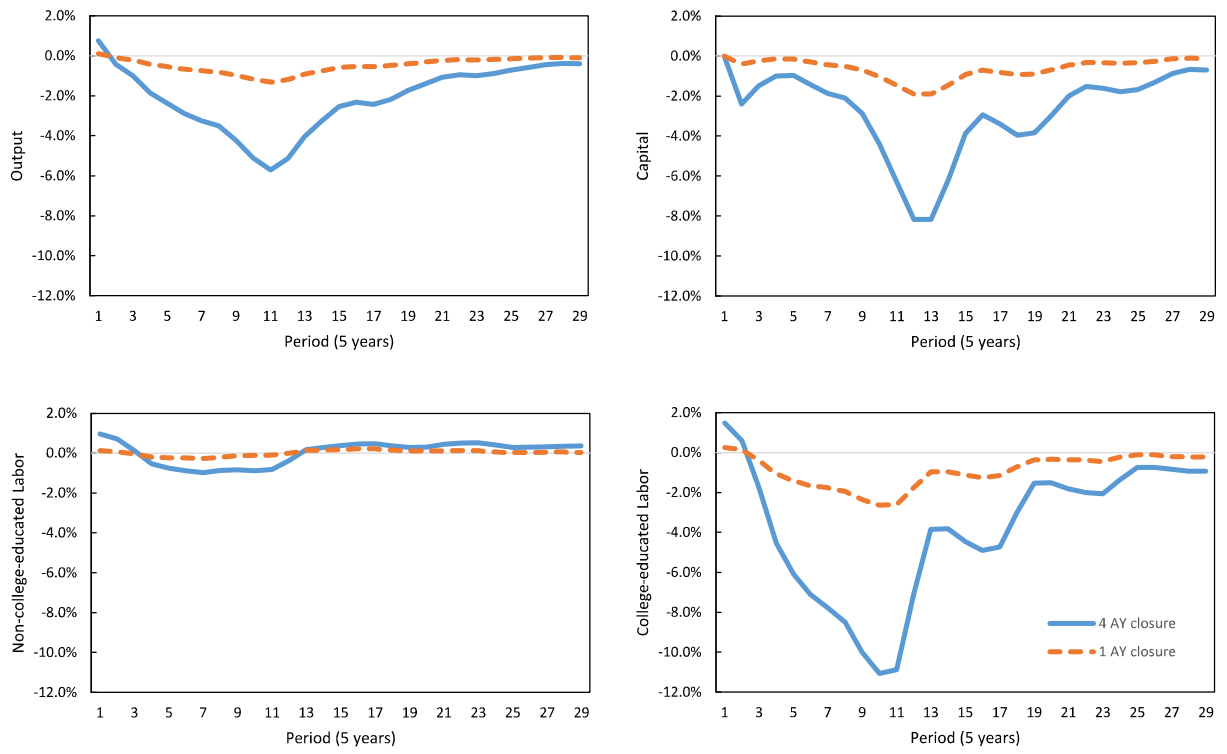 2.0%
0.0%
-2.0%
-4.0%
-6.0%
-8.0%
-10.0%
-12.0%
Output
1 3 5 7 9 11 13 15 17 19 21 23 25 27 29
Period (5 years)
2.0%
0.0%
-2.0%
-4.0%
-6.0%
-8.0%
-10.0%
-12.0%
Capital
1 3 5 7 9 11 13 15 17 19 21 23 25 27 29
Period (5 years)
2.0%
0.0%
-2.0%
-4.0%
-6.0%
-8.0%
-10.0%
-12.0%
Non-college-educated Labor
1 3 5 7 9 11 13 15 17 19 21 23 25 27 29
Period (5 years)
2.0%
0.0%
-2.0%
-4.0%
-6.0%
-8.0%
-10.0%
-12.0%
College-educated Labor
4 AY closure
1 AY closure
1 3 5 7 9 11 13 15 17 19 21 23 25 27 29
Period (5 years)